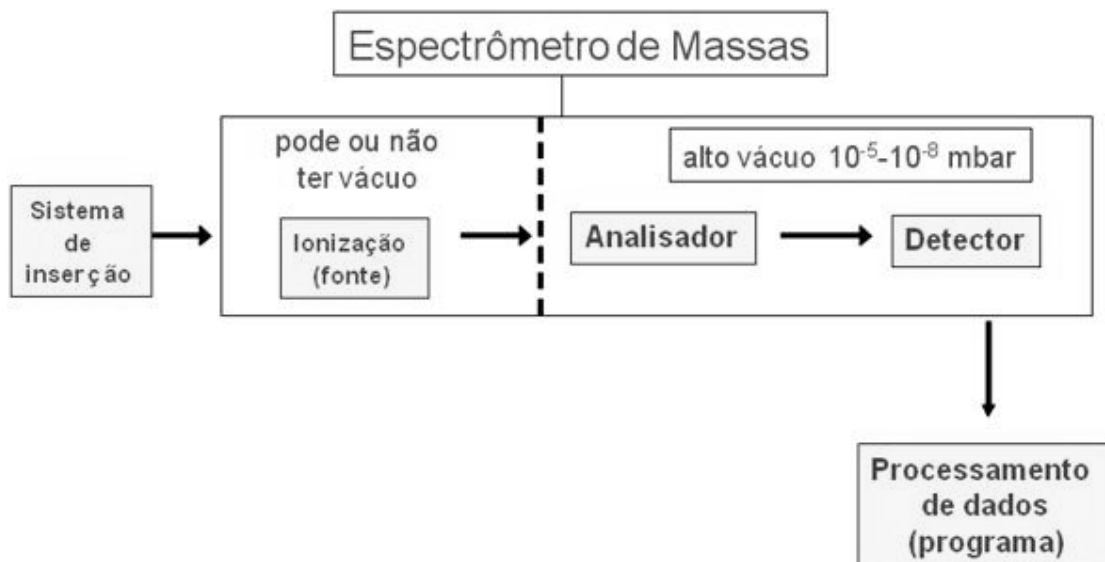 Espectrômetro de Massas
pode ou não
ter vácuo
alto vácuo 10⁻⁵-10⁻⁸ mbar
Sistema
de
inserção
Ionização
(fonte)
Analisador
Detector
Processamento
de dados
(programa)